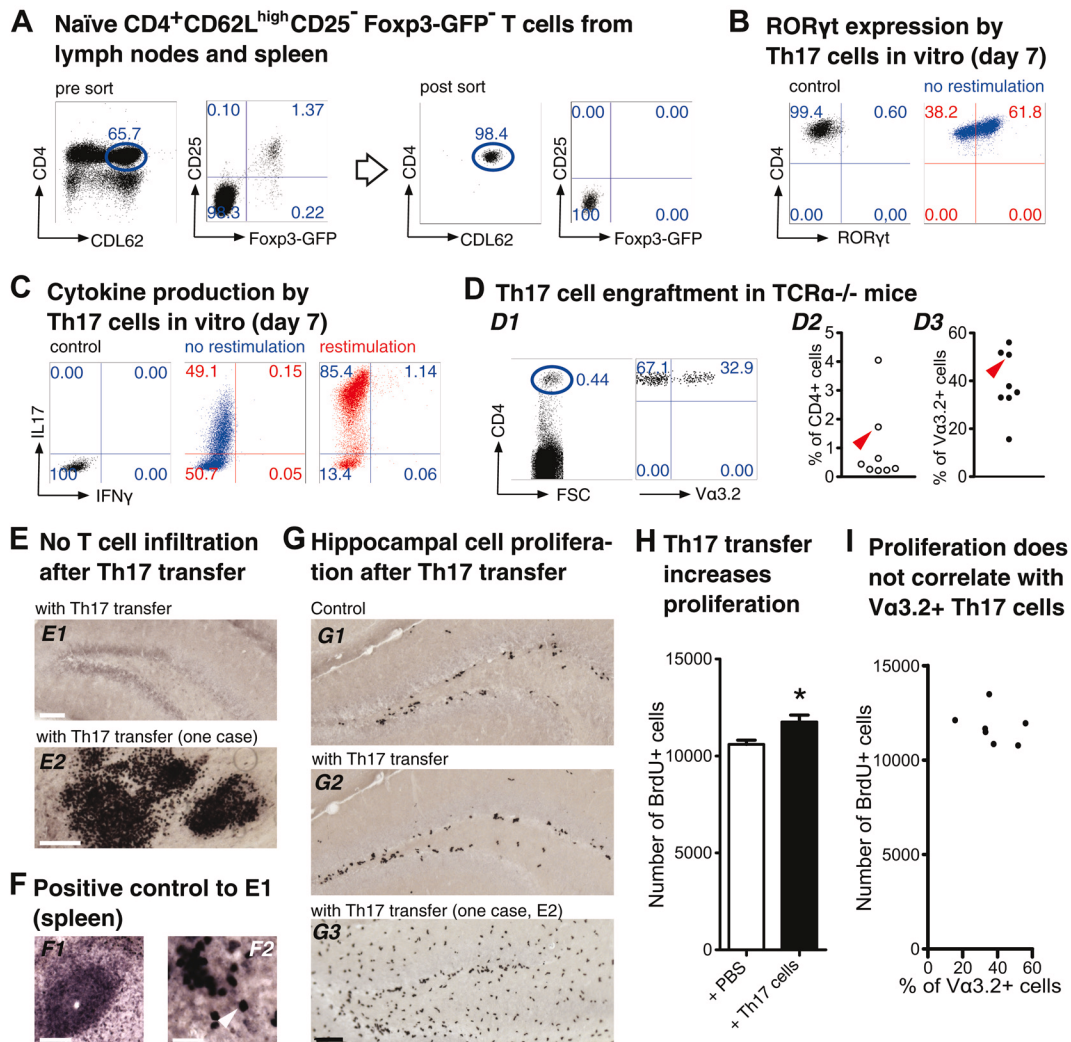 A Naïve CD4+CD62LhighCD25- Foxp3-GFP- T cells from
lymph nodes and spleen
pre sort
65.7
CD4
CDL62
0.10 1.37
CD25
98.3 0.22
Foxp3-GFP
post sort
98.4
CD4
CDL62
0.00 0.00
CD25
100 0.00
Foxp3-GFP
B RORγt expression by
Th17 cells in vitro (day 7)
control
99.4 0.60
CD4
0.00 0,00
RORγt
no restimulation
38.2 61.8
0.00 0.00
C Cytokine production by
Th17 cells in vitro (day 7)
control
0.00 0.00
IL17
100 0.00
IFNγ
no restimulation
49.1 0.15
50.7 0.05
restimulation
85.4 1.14
13.4 0.06
D Th17 cell engraftment in TCRα-/- mice
D1
0.44
CD4
FSC
67.1 32.9
0.00 0.00
Vα3.2
D2
% of CD4+ cells
5
4
3
2
1
0
D3
% of Vα3.2+ cells
60
40
20
0
E No T cell infiltration
after Th17 transfer
with Th17 transfer
E1
with Th17 transfer (one case)
E2
F Positive control to E1
(spleen)
F1
F2
G Hippocampal cell prolifera-
tion after Th17 transfer
Control
G1
with Th17 transfer
G2
with Th17 transfer (one case, E2)
G3
H Th17 transfer
increases
proliferation
Number of BrdU+ cells
15000
10000
5000
0
*
+ PBS
+ Th17 cells
I Proliferation does
not correlate with
Vα3.2+ Th17 cells
Number of BrdU+ cells
15000
10000
5000
0
0 20 40 60
% of Vα3.2+ cells